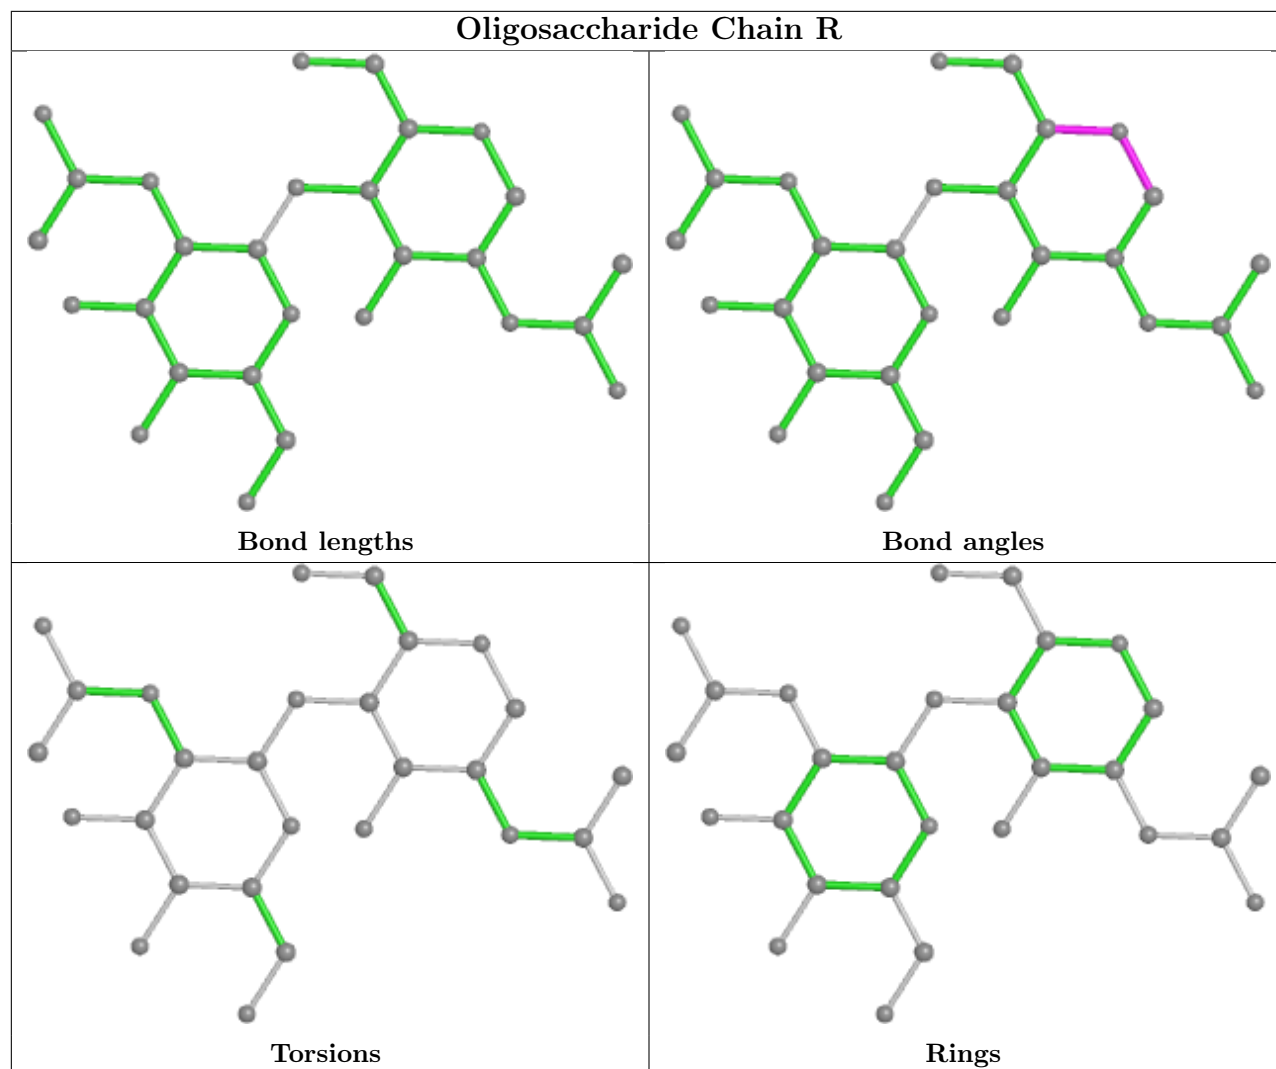 Oligosaccharide Chain R
Bond lengths
Bond angles
Torsions
Rings